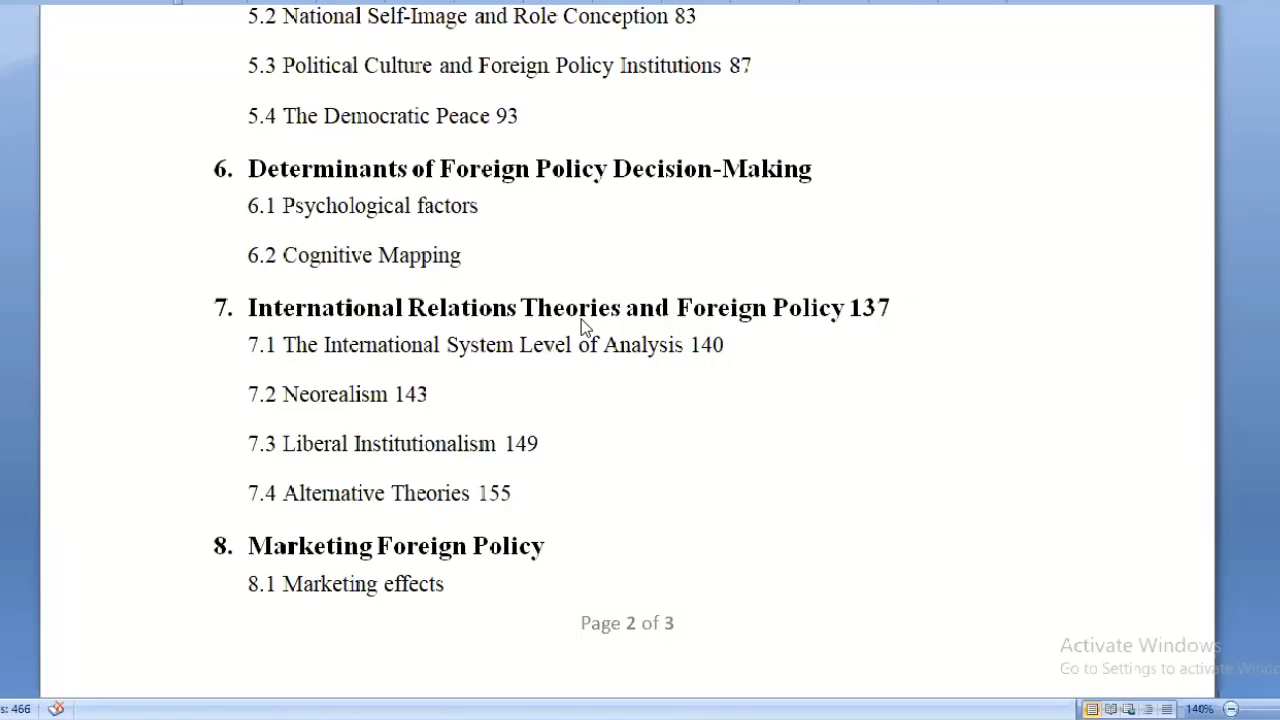 5.2 National Self-Image and Role Conception 83
5.3 Political Culture and Foreign Policy Institutions 87
5.4 The Democratic Peace 93
6. Determinants of Foreign Policy Decision-Making
6.1 Psychological factors
6.2 Cognitive Mapping
7. International Relations Theories and Foreign Policy 137
7.1 The International System Level of Analysis 140
7.2 Neorealism 143
7.3 Liberal Institutionalism 149
7.4 Alternative Theories 155
8. Marketing Foreign Policy
8.1 Marketing effects
Page 2 of 3
Activate Windows
Go to Settings to activate Windo
s: 466
140%